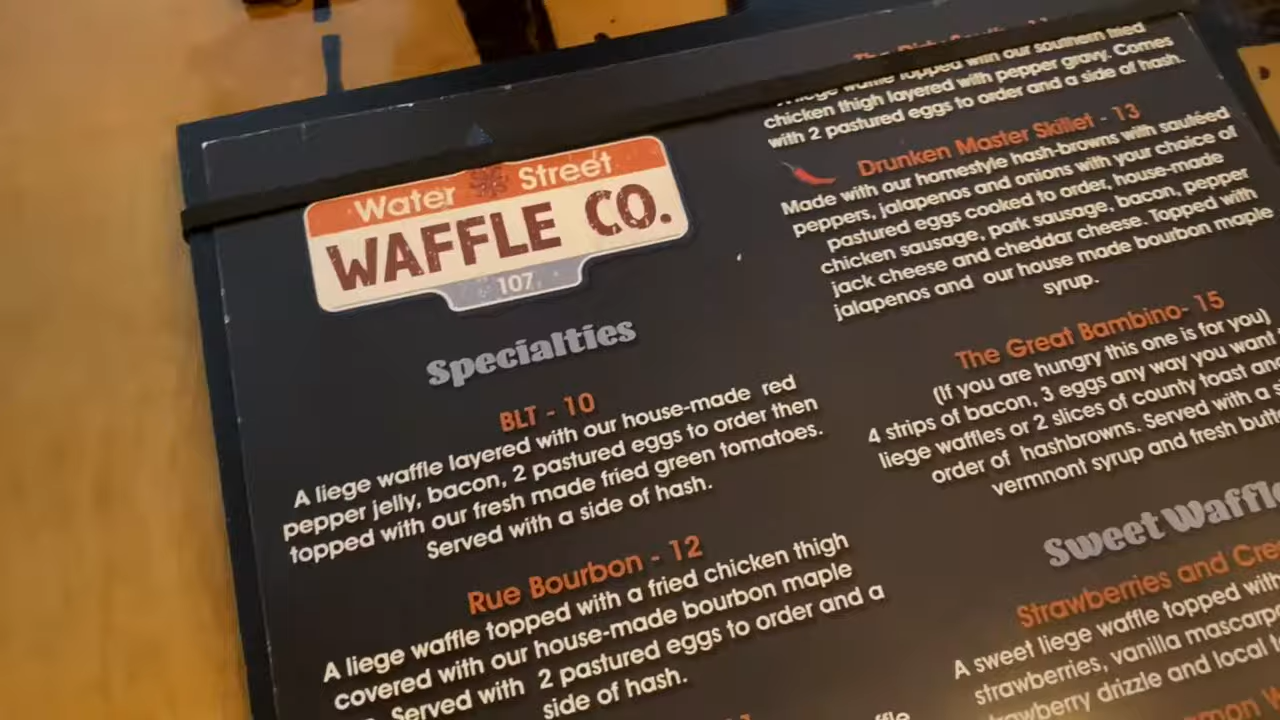 Water Street
WAFFLE CO.
107
Specialties
BLT - 10
A liege waffle layered with our house-made red
pepper jelly, bacon, 2 pastured eggs to order then
topped with our fresh made fried green tomatoes.
Served with a side of hash.
Rue Bourbon - 12
A liege waffle topped with a fried chicken thigh
covered with our house-made bourbon maple
Served with 2 pastured eggs to order and a
side of hash.
liege waffle topped with our southern fried
chicken thigh layered with pepper gravy. Comes
with 2 pastured eggs to order and a side of hash.
Drunken Master Skillet - 13
Made with our homestyle hash-browns with sautéed
peppers, jalapenos and onions with your choice of
pastured eggs cooked to order, house-made
chicken sausage, pork sausage, bacon, pepper
jack cheese and cheddar cheese. Topped with
jalapenos and our house made bourbon maple
syrup.
The Great Bambino- 15
(If you are hungry this one is for you)
4 strips of bacon, 3 eggs any way you want
liege waffles or 2 slices of county toast and
order of hashbrowns. Served with a
vermont syrup and fresh
Sweet
Strawberries and
A sweet liege waffle topped with
strawberries, vanilla
drizzle and local